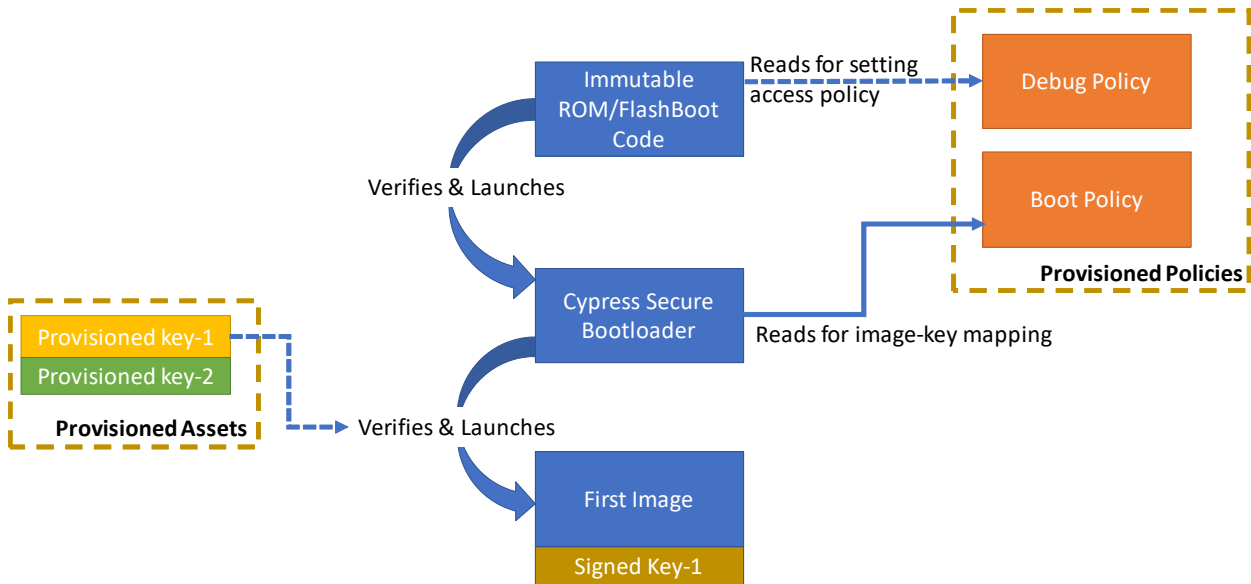 Immutable
ROM/FlashBoot
Code
Reads for setting
access policy
Debug Policy
Boot Policy
Provisioned Policies
Verifies & Launches
Cypress Secure
Bootloader
Reads for image-key mapping
Provisioned key-1
Provisioned key-2
Provisioned Assets
Verifies & Launches
First Image
Signed Key-1